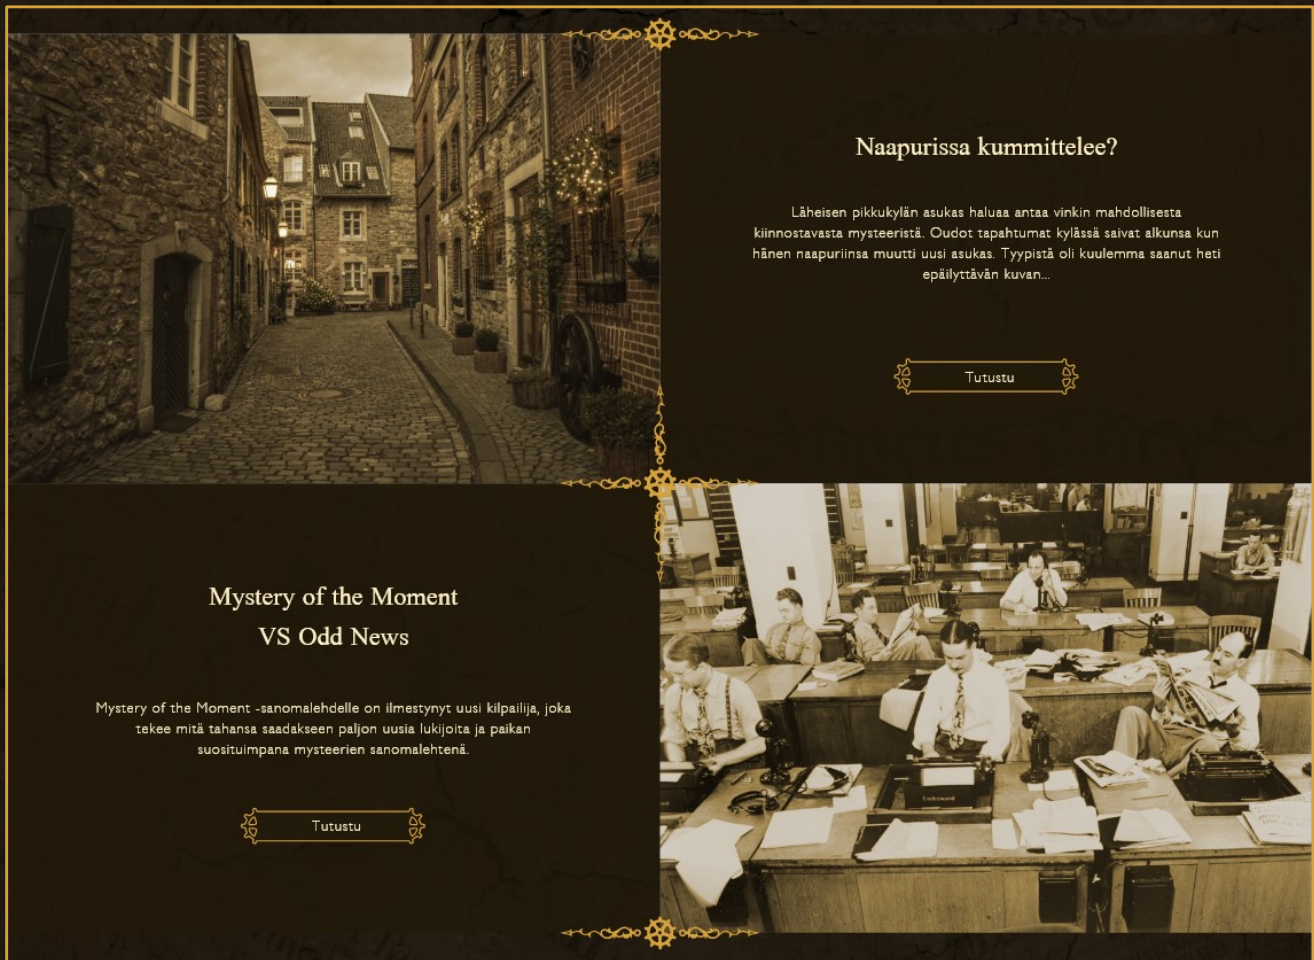 Naapurissa kummittelee?
Läheisen pikkukylän asukas haluaa antaa vinkin mahdollisesta
kiinnostavasta mysteeristä. Oudot tapahtumat kylässä saivat alkunsa kun
hänen naapuriinsa muutti uusi asukas. Tyypistä oli kuulemma saanut heti
epäilyttävän kuvan...
Tutustu
Mystery of the Moment
VS Odd News
Mystery of the Moment -sanomalehdelle on ilmestynyt uusi kilpailija, joka
tekee mitä tahansa saadakseen paljon uusia lukijoita ja paikan
suosituimpana mysteerien sanomalehtenä.
Tutustu
Underwood